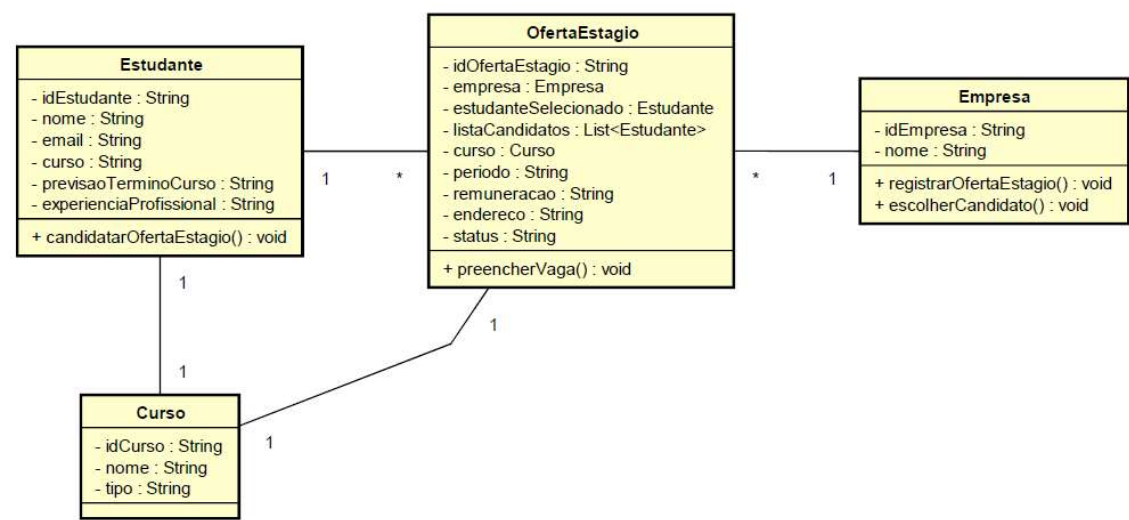 Estudante
- idEstudante : String
- nome : String
- email : String
- curso : String
- previsaoTerminoCurso : String
- experienciaProfissional : String
+ candidatarOfertaEstagio() : void
1
*
OfertaEstagio
- idOfertaEstagio : String
- empresa : Empresa
- estudanteSelecionado : Estudante
- listaCandidatos : List<Estudante>
- curso : Curso
- periodo : String
- remuneracao : String
- endereco : String
- status : String
+ preencherVaga() : void
*
1
Empresa
- idEmpresa : String
- nome : String
+ registrarOfertaEstagio() : void
+ escolherCandidato() : void
1
1
1
1
Curso
- idCurso : String
- nome : String
- tipo : String